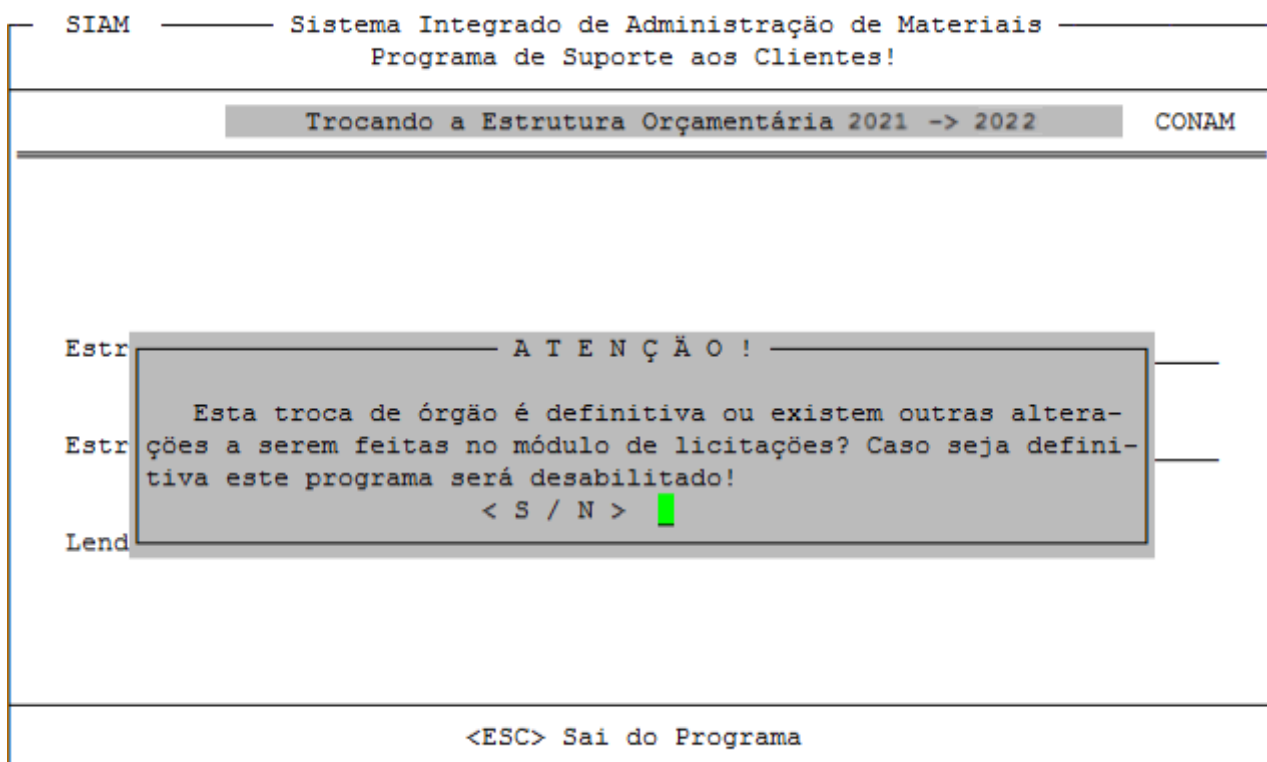 SIAM Sistema Integrado de Administração de Materiais
Programa de Suporte aos Clientes!
Trocando a Estrutura Orçamentária 2021 -> 2022 CONAM
Estr
A T E N Ç Ä O !
Esta troca de órgäo é definitiva ou existem outras altera-
Estr çöes a serem feitas no módulo de licitaçöes? Caso seja defini-
tiva este programa será desabilitado!
< S / N >
Lend
<ESC> Sai do Programa